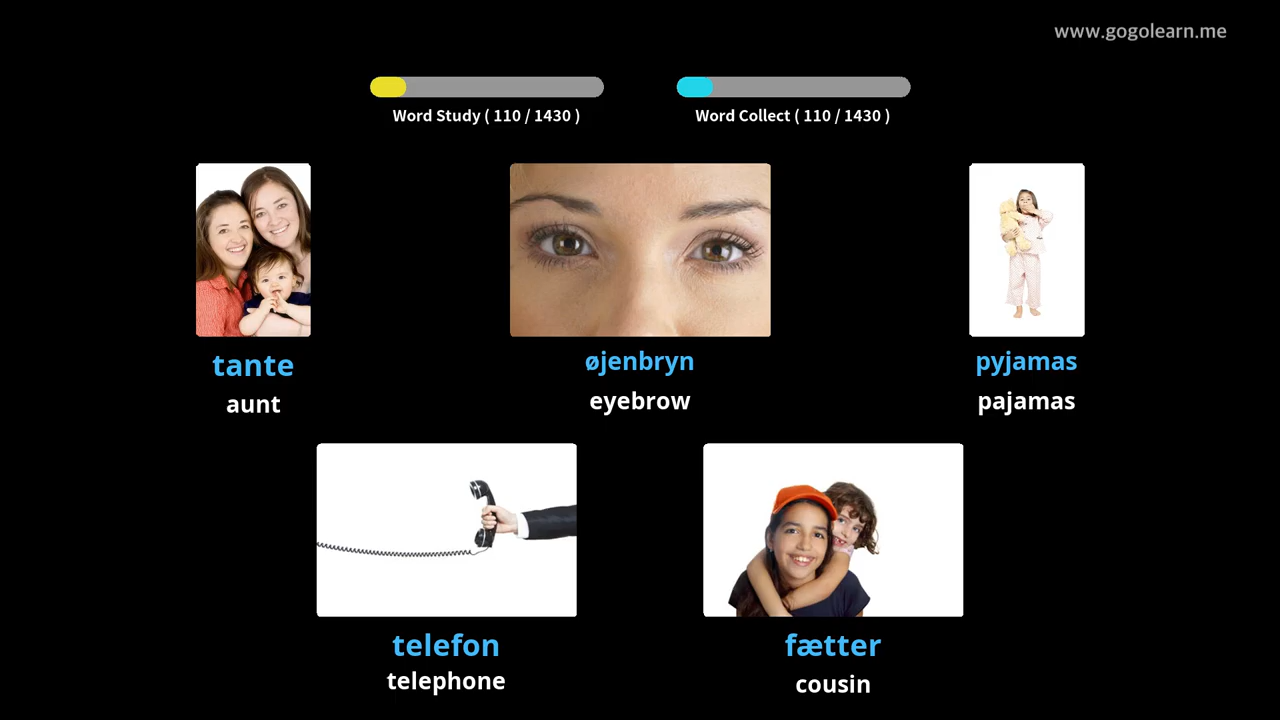 www.gogolearn.me
Word Study ( 110 / 1430 )
Word Collect ( 110 / 1430 )
tante
aunt
øjenbryn
eyebrow
pyjamas
pajamas
telefon
telephone
fætter
cousin